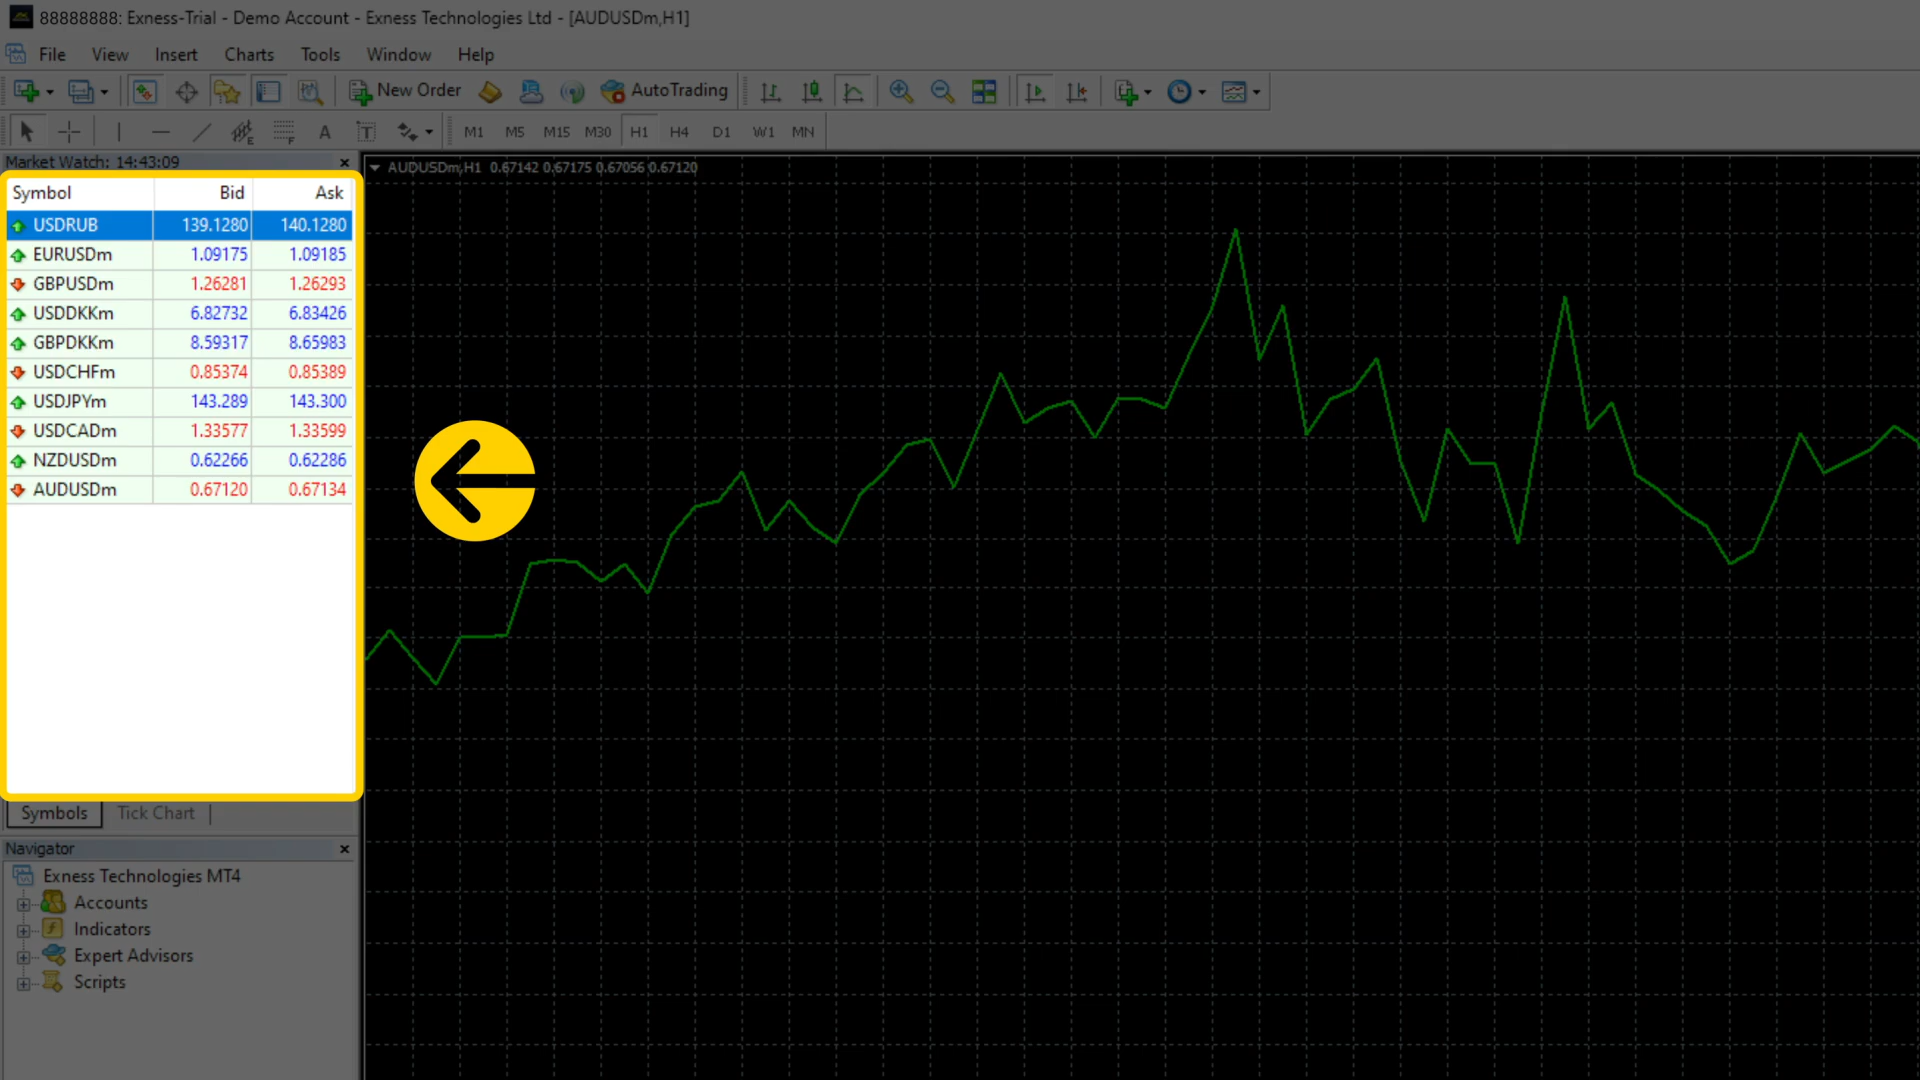 88888888: Exness-Trial - Demo Account - Exness Technologies Ltd - [AUDUSDm,H1]
File View Insert Charts Tools Window Help
New Order AutoTrading
E F A T M1 M5 M15 M30 H1 H4 D1 W1 MN
Market Watch: 14:43:09
AUDUSDm,H1 0.67142 0.67175 0.67056 0.67120
Symbol Bid Ask
USDRUB 139.1280 140.1280
EURUSDm 1.09175 1.09185
GBPUSDm 1.26281 1.26293
USDDKKm 6.82732 6.83426
GBPDKKm 8.59317 8.65983
USDCHFm 0.85374 0.85389
USDJPYm 143.289 143.300
USDCADm 1.33577 1.33599
NZDUSDm 0.62266 0.62286
AUDUSDm 0.67120 0.67134
Symbols Tick Chart
Navigator
Exness Technologies MT4
Accounts
Indicators
Expert Advisors
Scripts